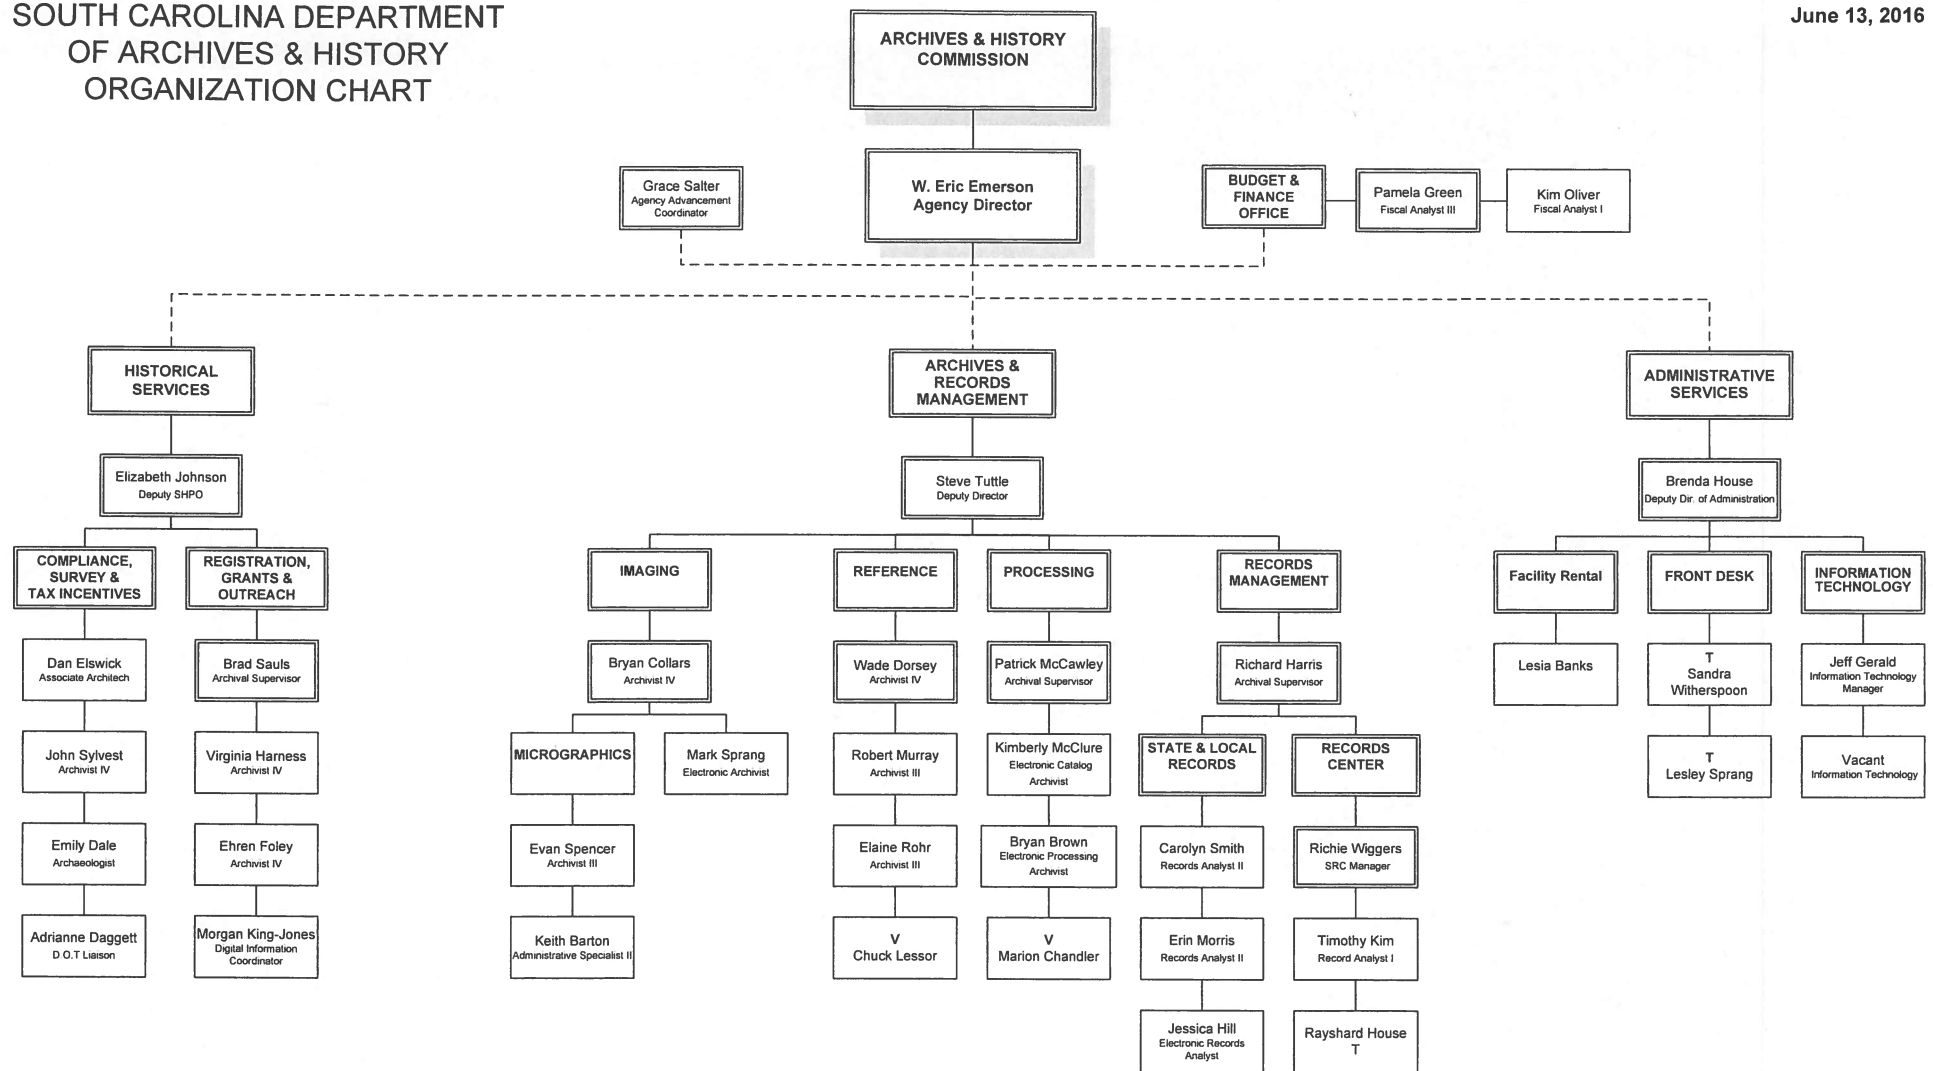 SOUTH CAROLINA DEPARTMENT
OF ARCHIVES & HISTORY
ORGANIZATION CHART
June 13, 2016
ARCHIVES & HISTORY
COMMISSION
W. Eric Emerson
Agency Director
Grace Salter
Agency Advancement
Coordinator
BUDGET &
FINANCE
OFFICE
Pamela Green
Fiscal Analyst III
Kim Oliver
Fiscal Analyst I
HISTORICAL
SERVICES
Elizabeth Johnson
Deputy SHPO
COMPLIANCE,
SURVEY &
TAX INCENTIVES
Dan Elswick
Associate Architech
John Sylvest
Archivist IV
Emily Dale
Archaeologist
Adrianne Daggett
D O.T Liaison
REGISTRATION,
GRANTS &
OUTREACH
Brad Sauls
Archival Supervisor
Virginia Harness
Archivist IV
Ehren Foley
Archivist IV
Morgan King-Jones
Digital Information
Coordinator
ARCHIVES &
RECORDS
MANAGEMENT
Steve Tuttle
Deputy Director
IMAGING
Bryan Collars
Archivist IV
MICROGRAPHICS
Evan Spencer
Archivist III
Keith Barton
Administrative Specialist II
Mark Sprang
Electronic Archivist
REFERENCE
Wade Dorsey
Archivist IV
Robert Murray
Archivist III
Elaine Rohr
Archivist III
V
Chuck Lessor
PROCESSING
Patrick McCawley
Archival Supervisor
Kimberly McClure
Electronic Catalog
Archivist
Bryan Brown
Electronic Processing
Archivist
V
Marion Chandler
RECORDS
MANAGEMENT
Richard Harris
Archival Supervisor
STATE & LOCAL
RECORDS
Carolyn Smith
Records Analyst II
Erin Morris
Records Analyst II
Jessica Hill
Electronic Records
Analyst
RECORDS
CENTER
Richie Wiggers
SRC Manager
Timothy Kim
Record Analyst I
Rayshard House
T
ADMINISTRATIVE
SERVICES
Brenda House
Deputy Dir. of Administration
Facility Rental
Lesia Banks
FRONT DESK
T
Sandra
Witherspoon
T
Lesley Sprang
INFORMATION
TECHNOLOGY
Jeff Gerald
Information Technology
Manager
Vacant
Information Technology